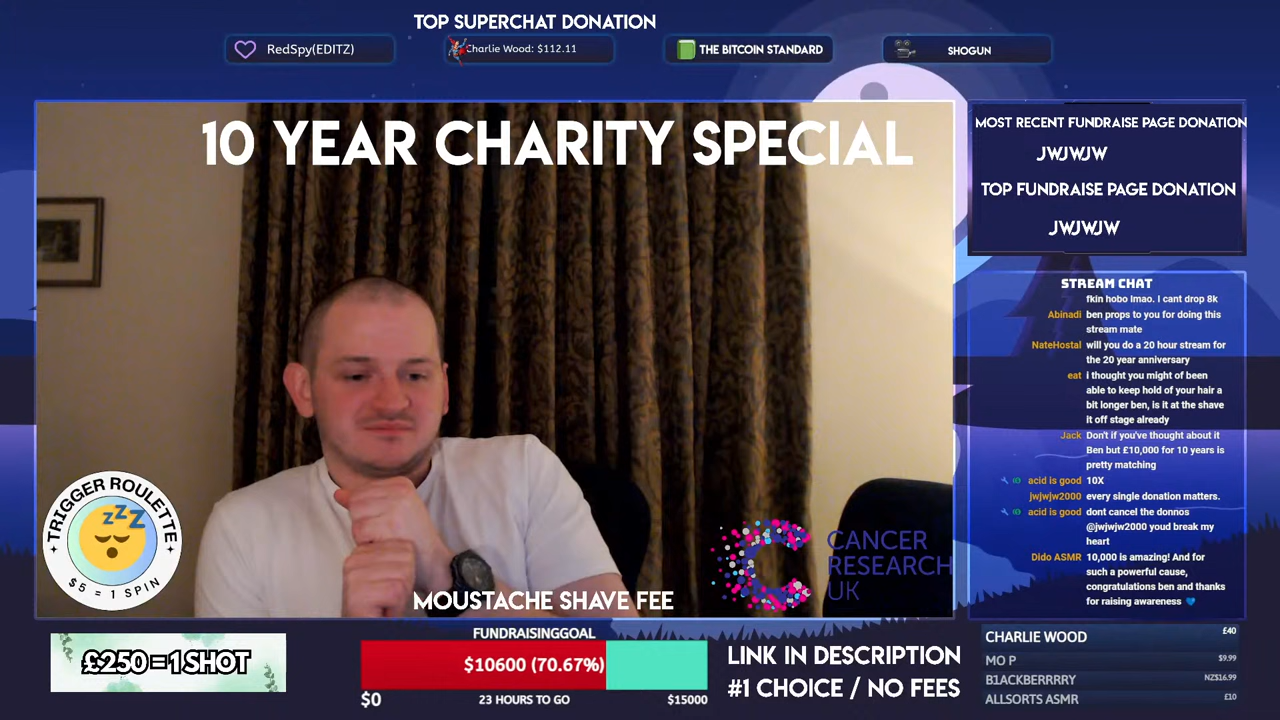 TOP SUPERCHAT DONATION
RedSpy(EDITZ)
Charlie Wood: $112.11
THE BITCOIN STANDARD
SHOGUN
10 YEAR CHARITY SPECIAL
MOST RECENT FUNDRAISE PAGE DONATION
JWJWJW
TOP FUNDRAISE PAGE DONATION
JWJWJW
STREAM CHAT
fkin hobo lmao. I cant drop 8k
Abinadi ben props to you for doing this
stream mate
NateHostal will you do a 20 hour stream for
the 20 year anniversary
eat i thought you might of been
able to keep hold of your hair a
bit longer ben, is it at the shave
it off stage already
Jack Don't if you've thought about it
Ben but £10,000 for 10 years is
pretty matching
acid is good 10X
jwjwjw2000 every single donation matters.
acid is good dont cancel the donnos
@jwjwjw2000 youd break my
heart
Dido ASMR 10,000 is amazing! And for
such a powerful cause,
congratulations ben and thanks
for raising awareness
TRIGGER ROULETTE
ZZZ
$5 = 1 SPIN
CANCER
RESEARCH
UK
MOUSTACHE SHAVE FEE
£250 = 1 SHOT
FUNDRAISINGGOAL
$10600 (70.67%)
$0
23 HOURS TO GO
$15000
LINK IN DESCRIPTION
#1 CHOICE / NO FEES
CHARLIE WOOD £40
MO P $9.99
B1ACKBERRRRY NZ$16.99
ALLSORTS ASMR £10